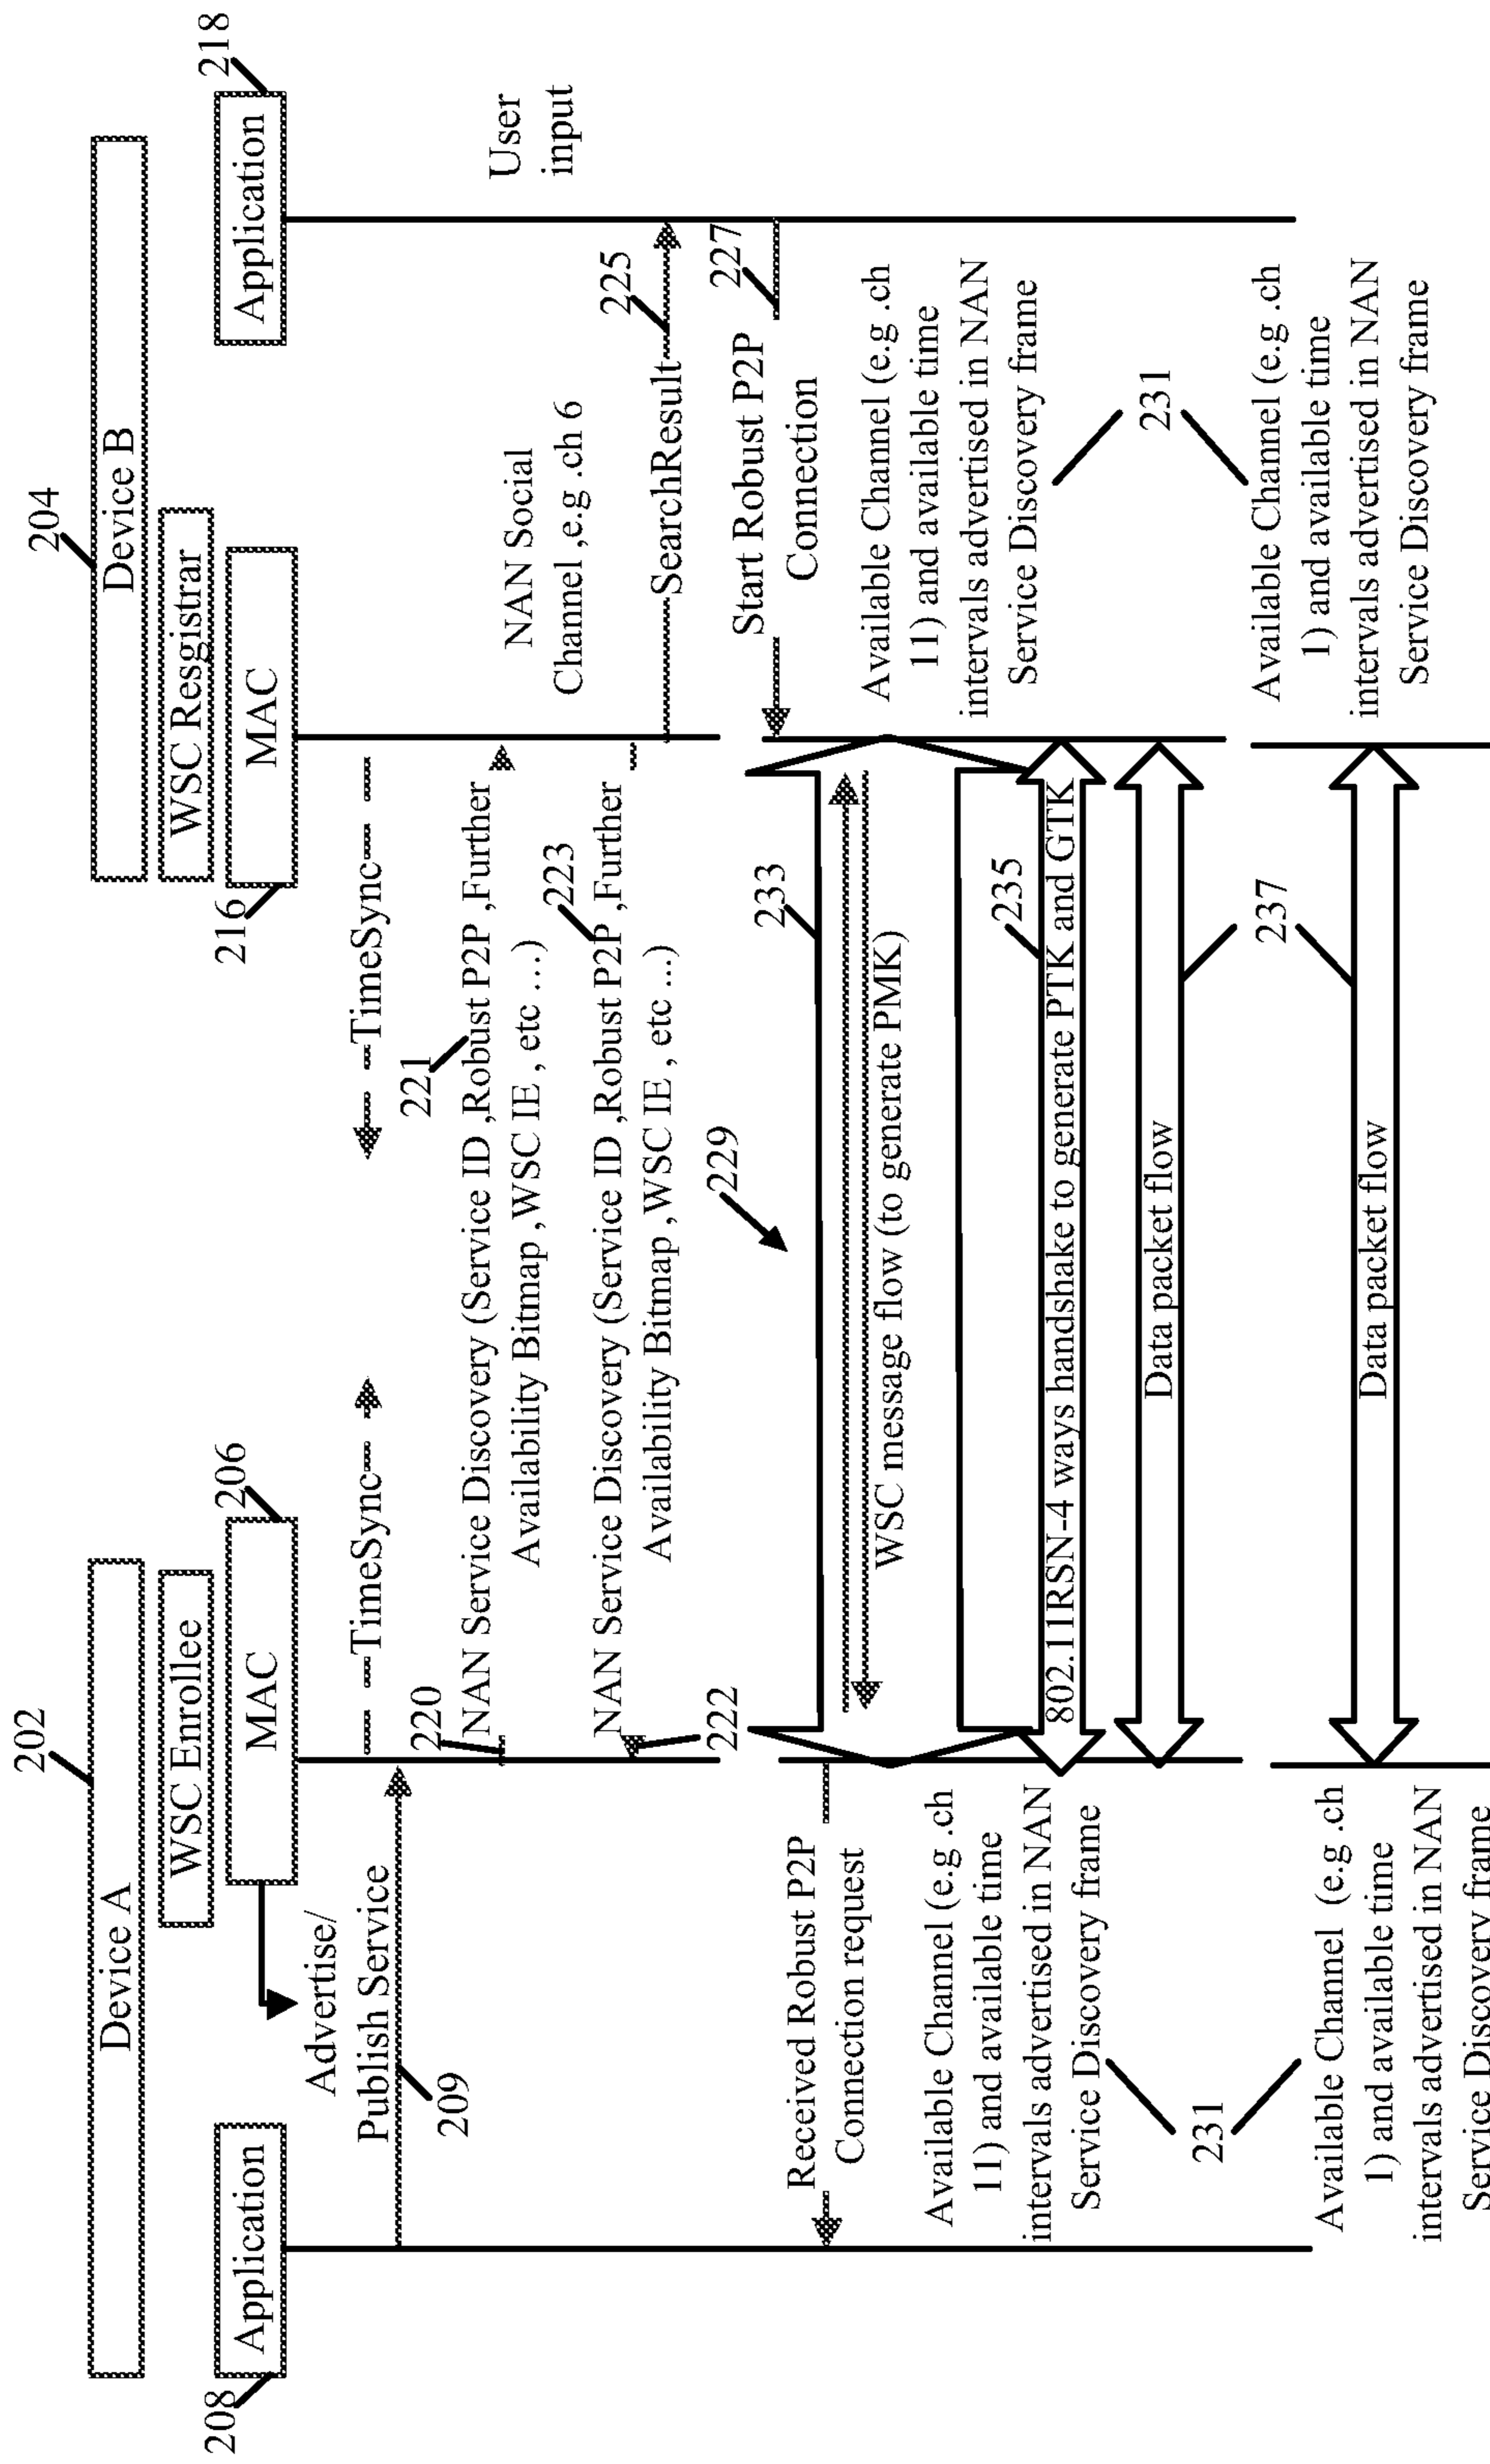 202
204
Device A
Device B
WSC Enrollee
WSC Resgistrar
208
Application
MAC
206
216
MAC
Application
218
Advertise/
Publish Service
209
TimeSync
TimeSync
220
221
NAN Service Discovery (Service ID ,Robust P2P ,Further
Availability Bitmap ,WSC IE , etc ...)
NAN Social
Channel ,e.g .ch 6
User
input
222
223
NAN Service Discovery (Service ID ,Robust P2P ,Further
Availability Bitmap ,WSC IE , etc ...)
SearchResult
225
229
Start Robust P2P
Connection
227
Received Robust P2P
Connection request
233
WSC message flow (to generate PMK)
Available Channel (e.g .ch
11) and available time
intervals advertised in NAN
Service Discovery frame
Available Channel (e.g .ch
11) and available time
intervals advertised in NAN
Service Discovery frame
235
802.11RSN-4 ways handshake to generate PTK and GTK
Data packet flow
231
237
231
Available Channel (e.g .ch
1) and available time
intervals advertised in NAN
Service Discovery frame
Data packet flow
Available Channel (e.g .ch
1) and available time
intervals advertised in NAN
Service Discovery frame